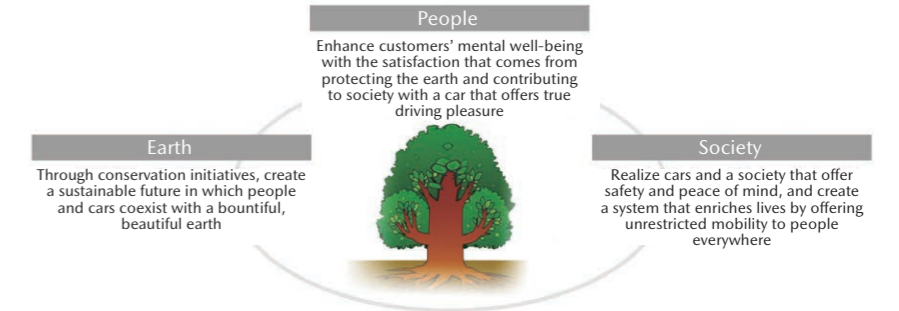 People
Enhance customers’ mental well-being
with the satisfaction that comes from
protecting the earth and contributing
to society with a car that offers true
driving pleasure
Earth
Through conservation initiatives, create
a sustainable future in which people
and cars coexist with a bountiful,
beautiful earth
Society
Realize cars and a society that offer
safety and peace of mind, and create
a system that enriches lives by offering
unrestricted mobility to people
everywhere